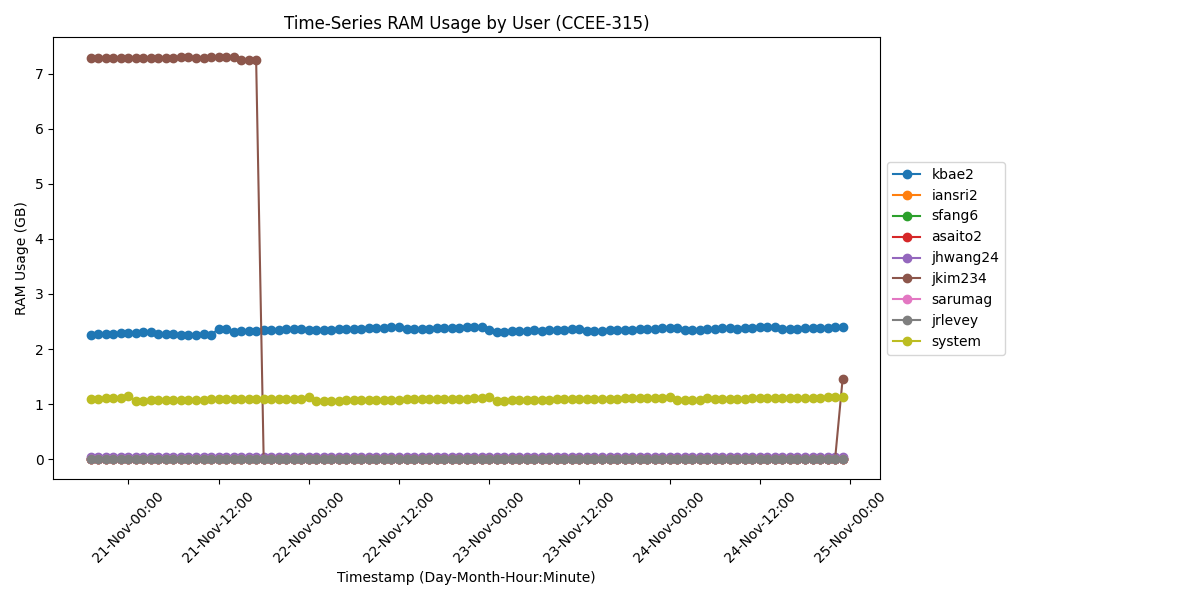 Time-Series RAM Usage by User (CCEE-315)
RAM Usage (GB)
7
6
5
4
3
2
1
0
21-Nov-00:00
21-Nov-12:00
22-Nov-00:00
22-Nov-12:00
23-Nov-00:00
23-Nov-12:00
24-Nov-00:00
24-Nov-12:00
25-Nov-00:00
Timestamp (Day-Month-Hour:Minute)
kbae2
iansri2
sfang6
asaito2
jhwang24
jkim234
sarumag
jrlevey
system